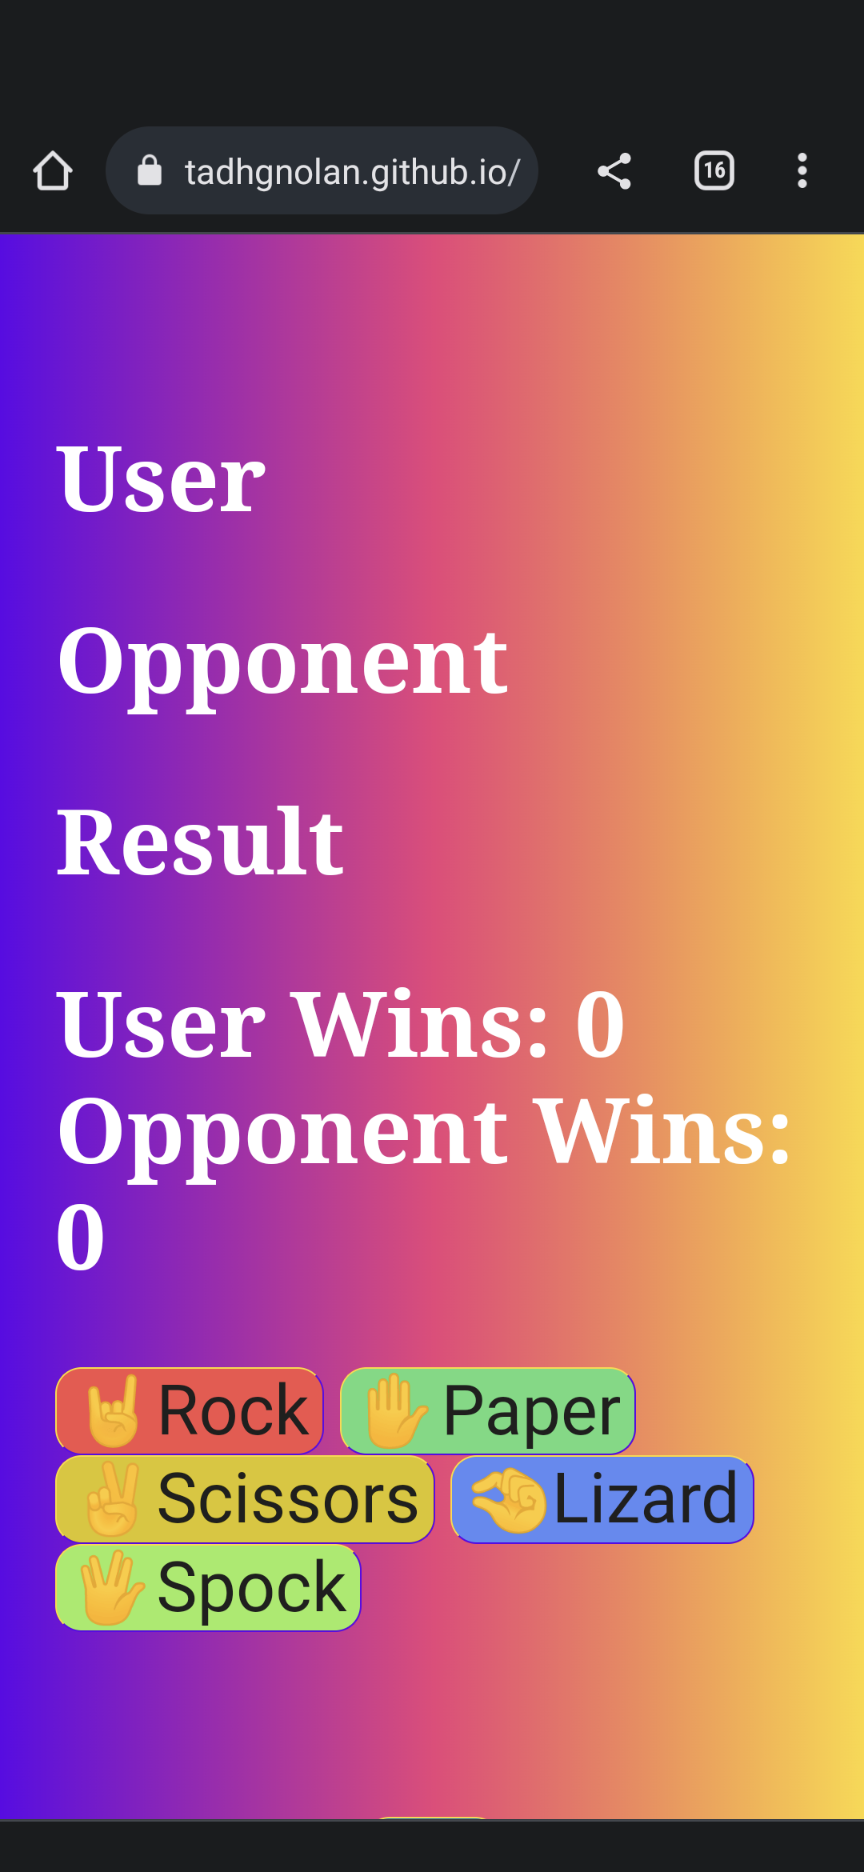 tadhgnolan.github.io/
16
User
Opponent
Result
User Wins: 0
Opponent Wins:
0
🤘Rock ✋Paper
✌Scissors 🤏Lizard
🖖Spock